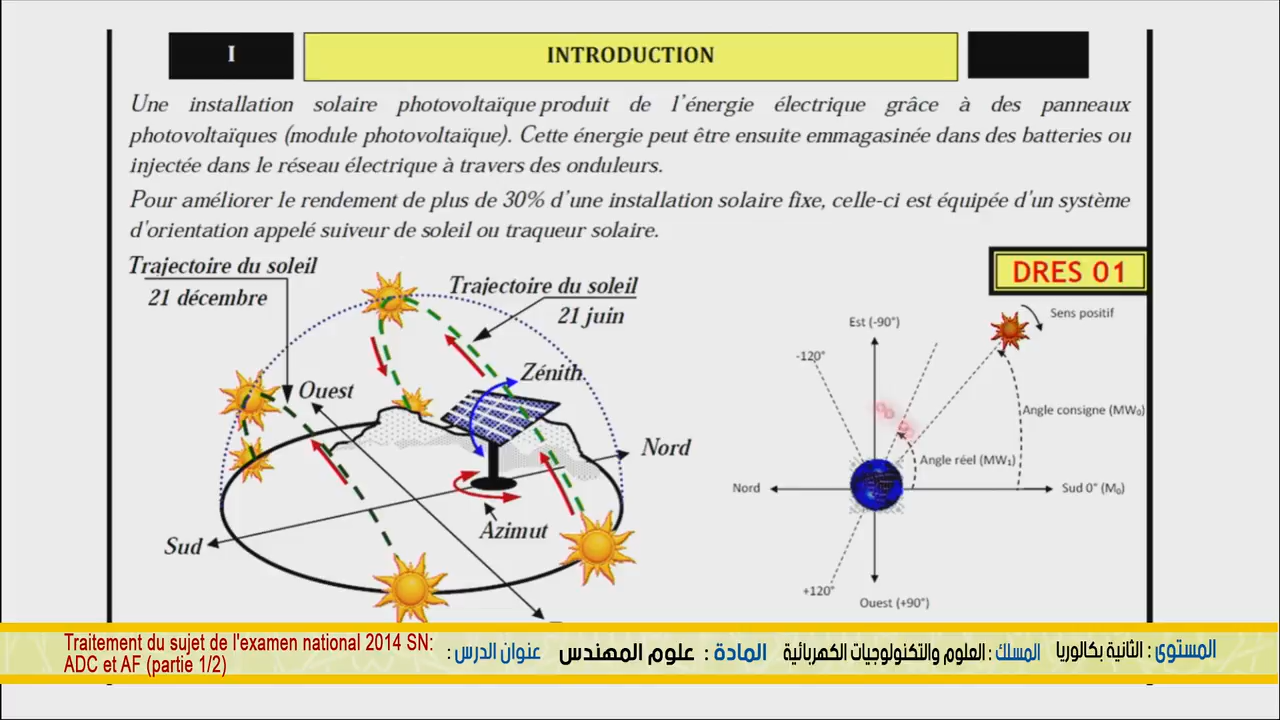 I
INTRODUCTION
Une installation solaire photovoltaïque produit de l'énergie électrique grâce à des panneaux
photovoltaïques (module photovoltaïque). Cette énergie peut être ensuite emmagasinée dans des batteries ou
injectée dans le réseau électrique à travers des onduleurs.
Pour améliorer le rendement de plus de 30% d'une installation solaire fixe, celle-ci est équipée d'un système
d'orientation appelé suiveur de soleil ou traqueur solaire.
Trajectoire du soleil
21 décembre
Trajectoire du soleil
21 juin
Zénith
Ouest
Nord
Azimut
Sud
DRES 01
Sens positif
Est (-90°)
-120°
Angle consigne (MW₀)
Angle réel (MW₁)
Nord
Sud 0° (M₀)
+120°
Ouest (+90°)
Traitement du sujet de l'examen national 2014 SN:
ADC et AF (partie 1/2)
المستوى : الثانية بكالوريا المسلك : العلوم والتكنولوجيات الكهربائية المادة : علوم المهندس عنوان الدرس :